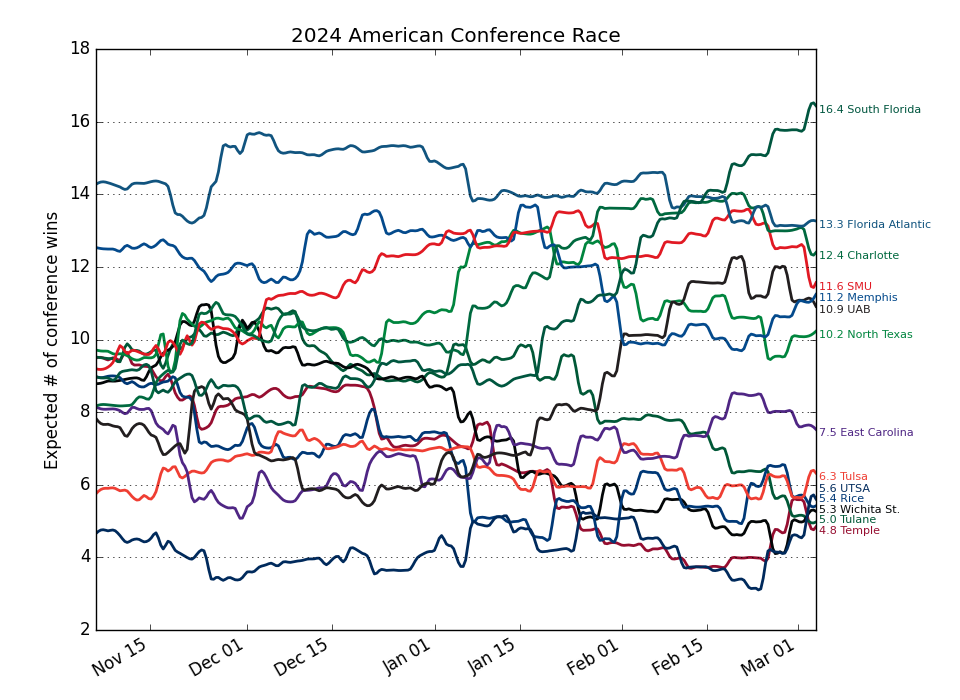 2024 American Conference Race
Expected # of conference wins
18
16
14
12
10
8
6
4
2
Nov 15
Dec 01
Dec 15
Jan 01
Jan 15
Feb 01
Feb 15
Mar 01
16.4 South Florida
13.3 Florida Atlantic
12.4 Charlotte
11.6 SMU
11.2 Memphis
10.9 UAB
10.2 North Texas
7.5 East Carolina
6.3 Tulsa
5.6 UTSA
5.4 Rice
5.3 Wichita St.
5.0 Tulane
4.8 Temple